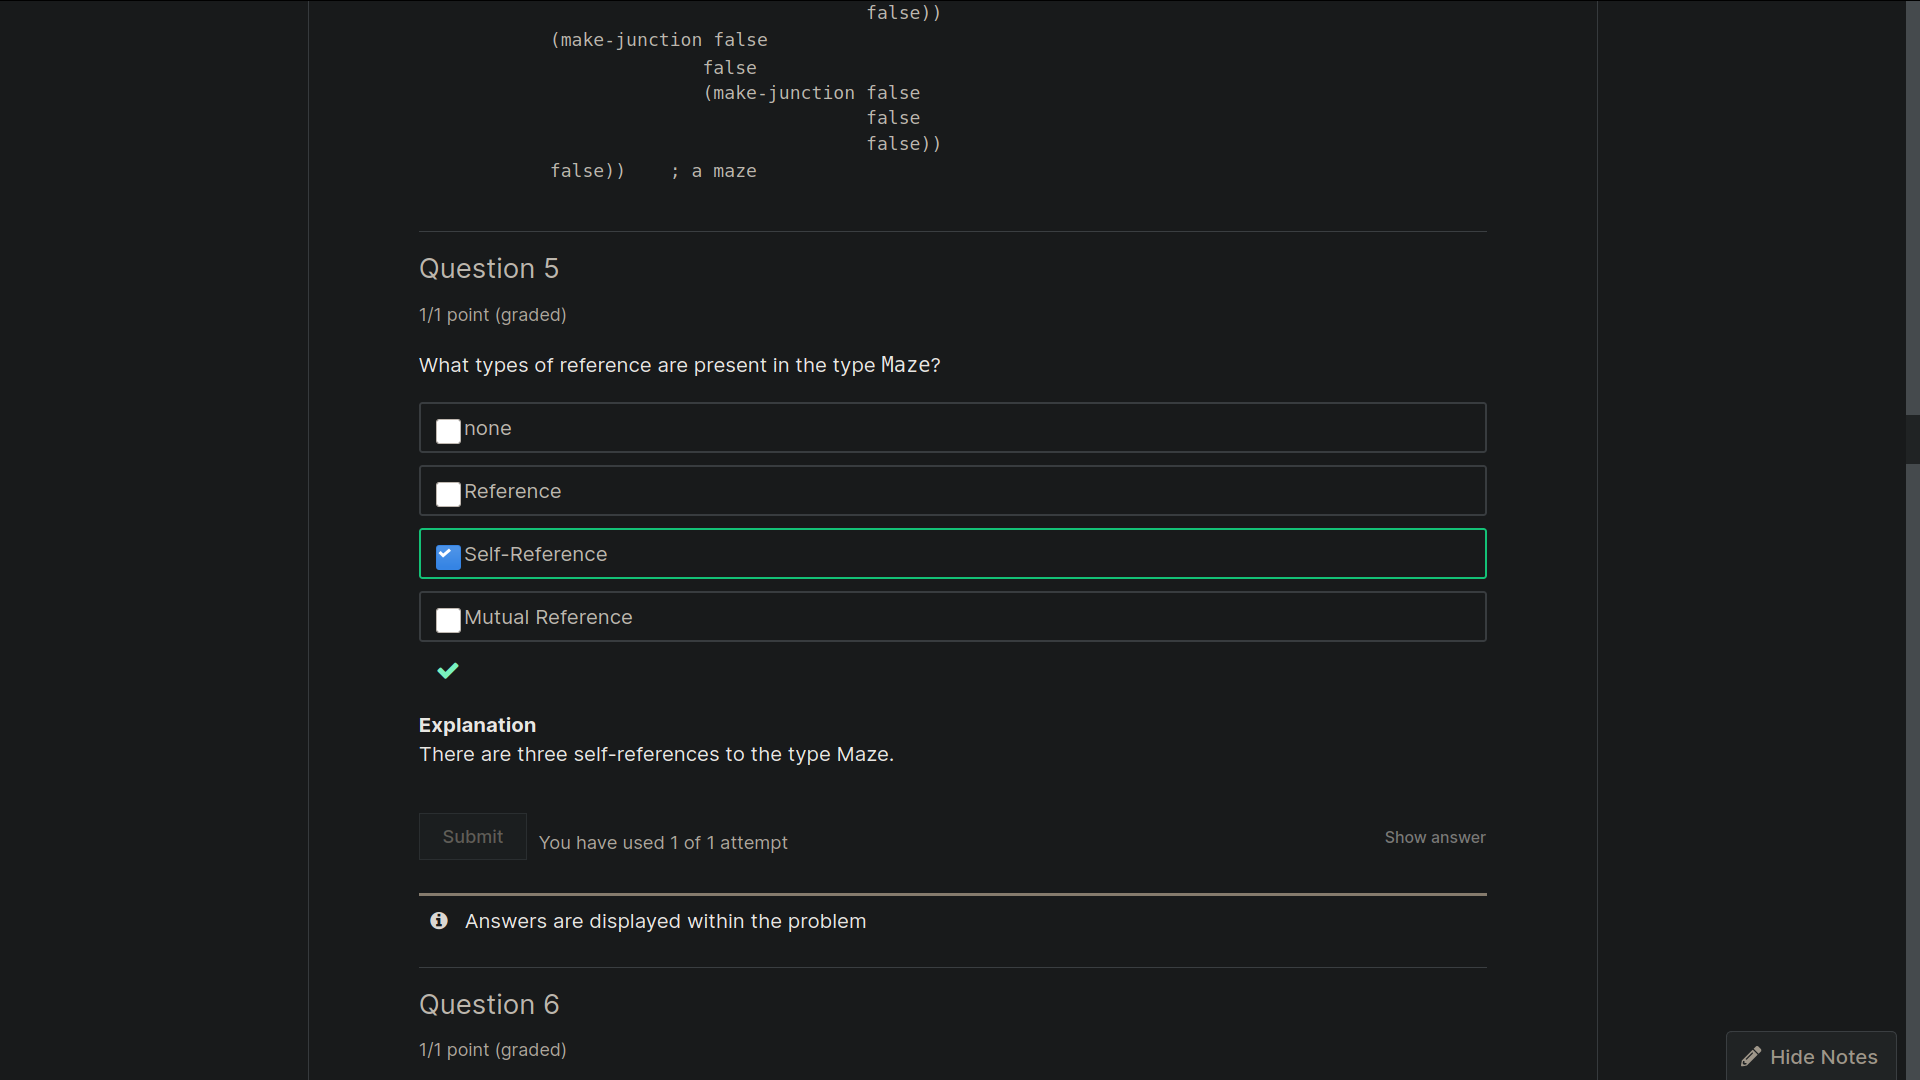 false))
(make-junction false
false
(make-junction false
false
false))
false))    ; a maze
Question 5
1/1 point (graded)
What types of reference are present in the type Maze?
none
Reference
Self-Reference
Mutual Reference
Explanation
There are three self-references to the type Maze.
Submit
You have used 1 of 1 attempt
Show answer
Answers are displayed within the problem
Question 6
1/1 point (graded)
Hide Notes